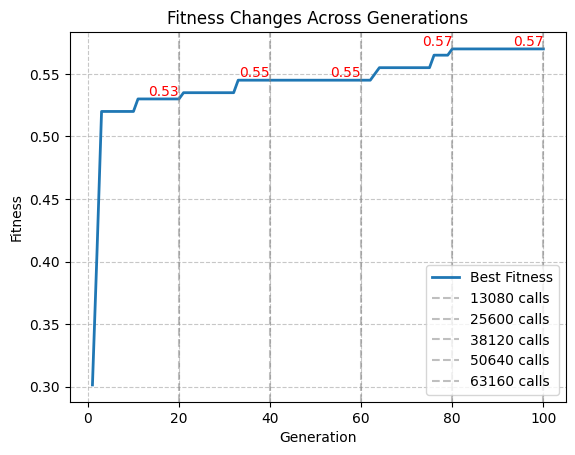 Fitness Changes Across Generations
0.57
0.57
0.55
0.55
0.53
0.55
0.50
0.45
0.40
0.35
0.30
Fitness
Best Fitness
13080 calls
25600 calls
38120 calls
50640 calls
63160 calls
0
20
40
60
80
100
Generation